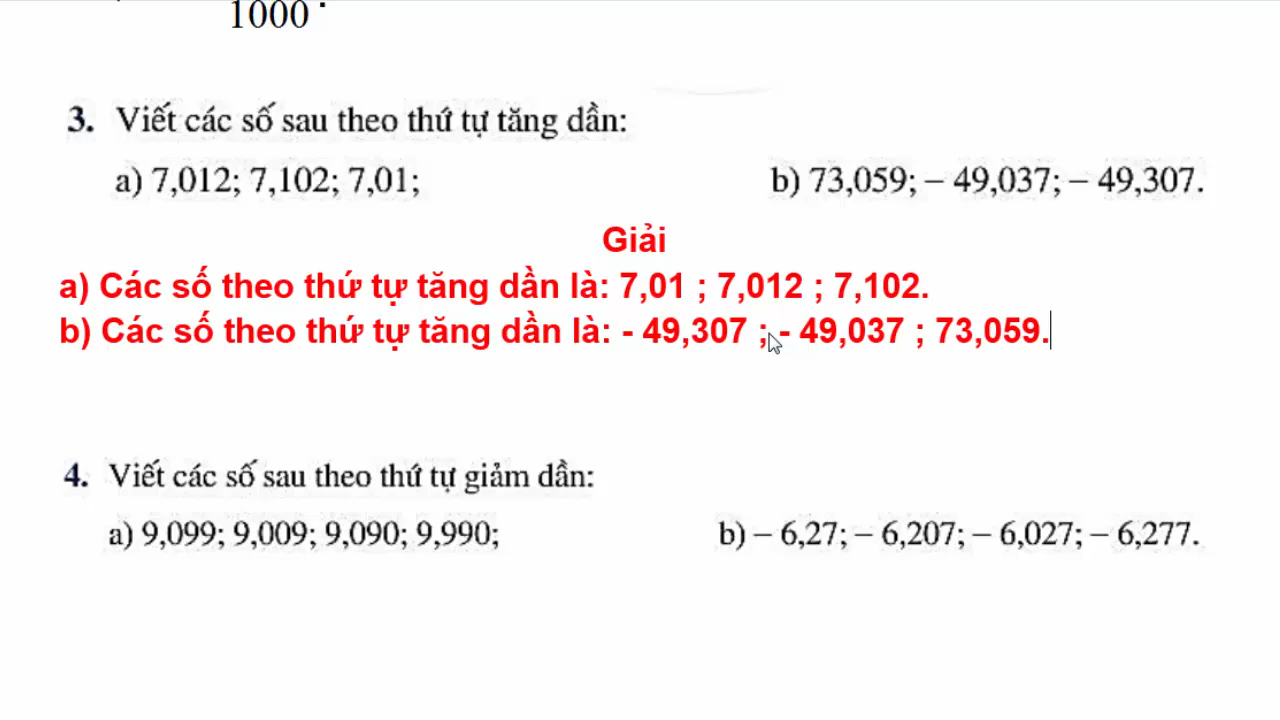 1000 .
3. Viết các số sau theo thứ tự tăng dần:
a) 7,012; 7,102; 7,01; b) 73,059; – 49,037; – 49,307.
Giải
a) Các số theo thứ tự tăng dần là: 7,01 ; 7,012 ; 7,102.
b) Các số theo thứ tự tăng dần là: - 49,307 ; - 49,037 ; 73,059.
4. Viết các số sau theo thứ tự giảm dần:
a) 9,099; 9,009; 9,090; 9,990; b) – 6,27; – 6,207; – 6,027; – 6,277.